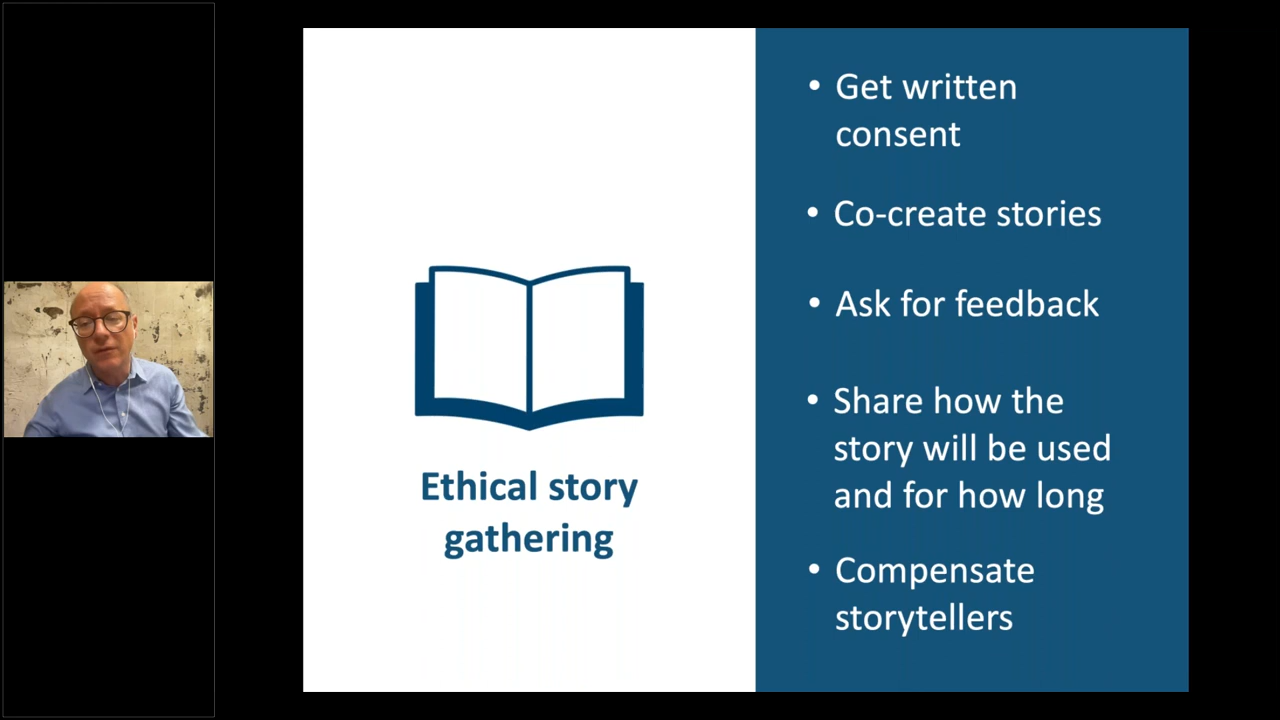 Ethical story
gathering
• Get written
consent
• Co-create stories
• Ask for feedback
• Share how the
story will be used
and for how long
• Compensate
storytellers